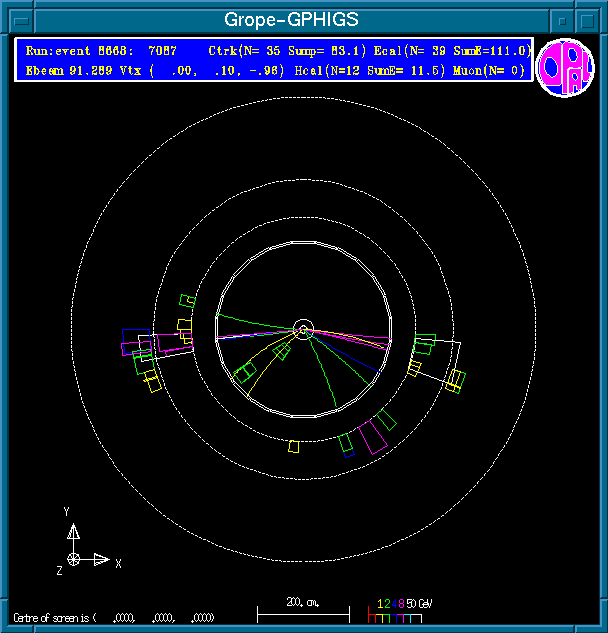 Grope-GPHIGS
Run:event 8668: 7087 Ctrk(N= 35 Sump= 83.1) Ecal(N= 39 SumE=111.0)
Ebeam 91.289 Vtx ( .00, .10, -.96) Hcal(N=12 SumE= 11.5) Muon(N= 0)
OPAL
Y
X
Z
200. cm.
1 2 4 8 50 GeV
Centre of screen is ( .0000, .0000, .0000)